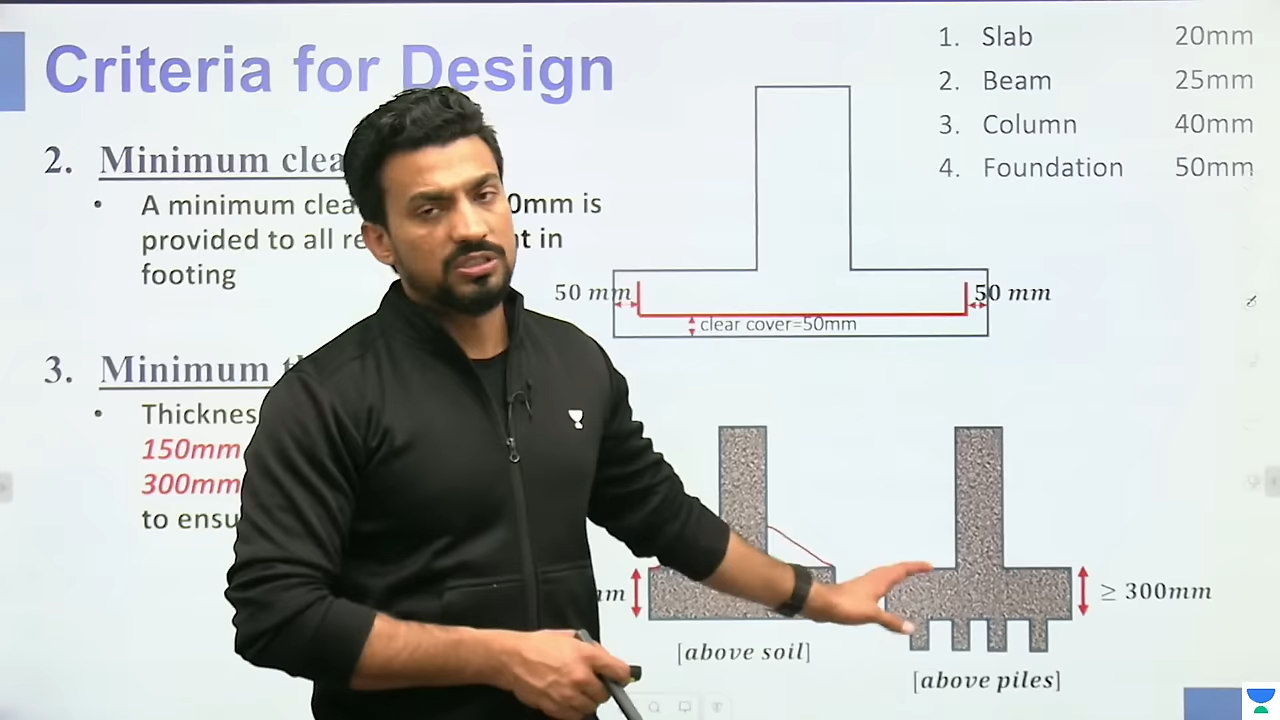 Criteria for Design
2. Minimum clea
• A minimum clea 0mm is
provided to all re t in
footing
3. Minimum t
• Thicknes
150mm
300mm
to ensu
1. Slab 20mm
2. Beam 25mm
3. Column 40mm
4. Foundation 50mm
50 mm
50 mm
clear cover=50mm
mm
[above soil]
≥ 300mm
[above piles]